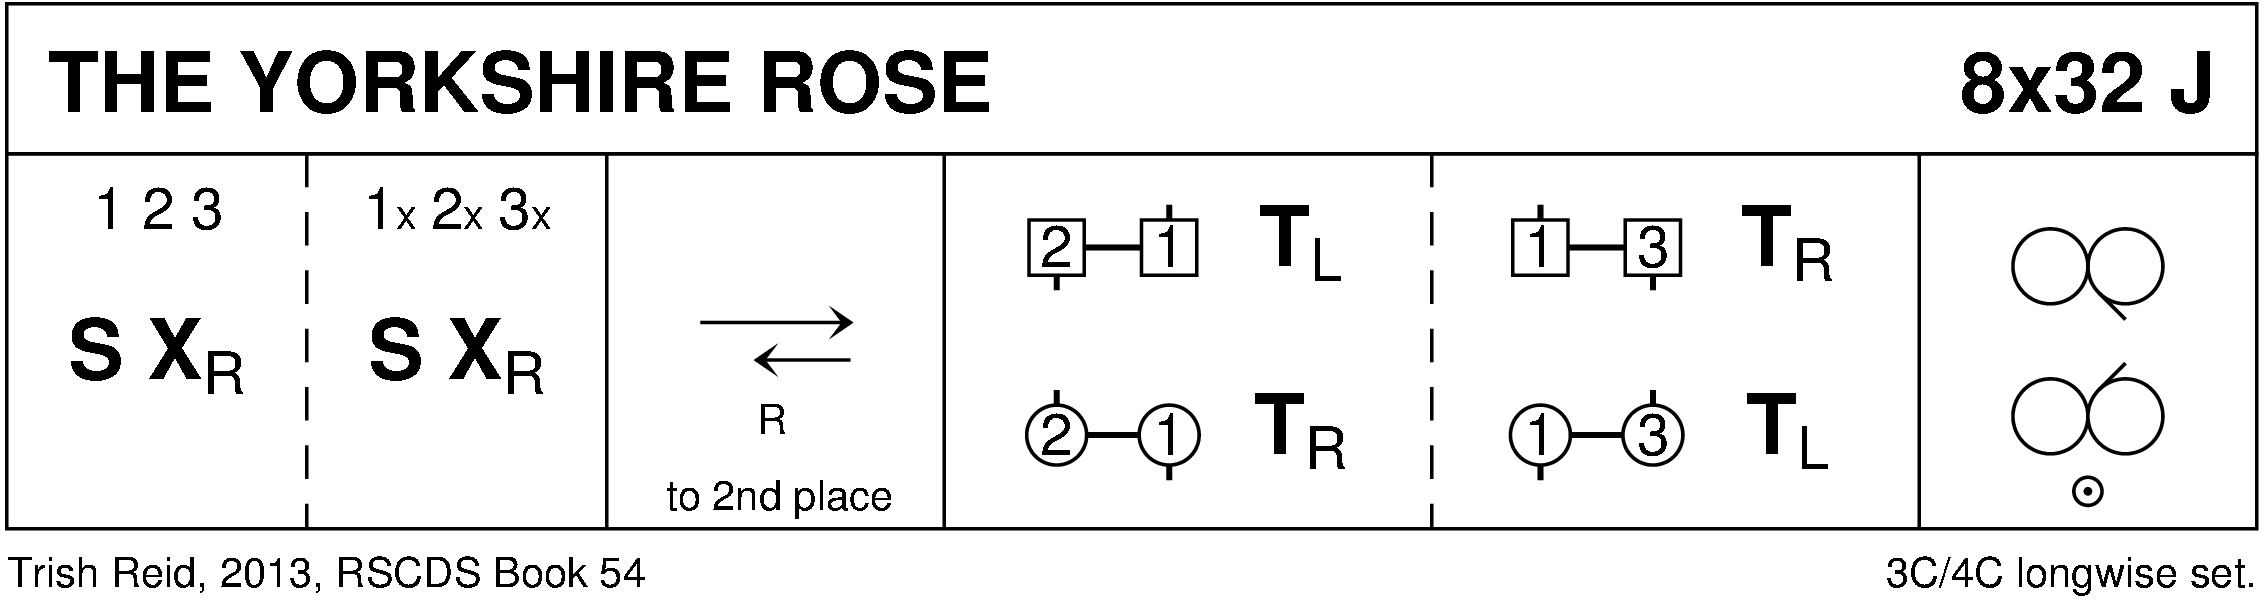 THE YORKSHIRE ROSE 8x32 J
1 2 3 1x 2x 3x
2 1 TL 1 3 TR
S XR S XR
R
2 1 TR 1 3 TL
to 2nd place
Trish Reid, 2013, RSCDS Book 54 3C/4C longwise set.